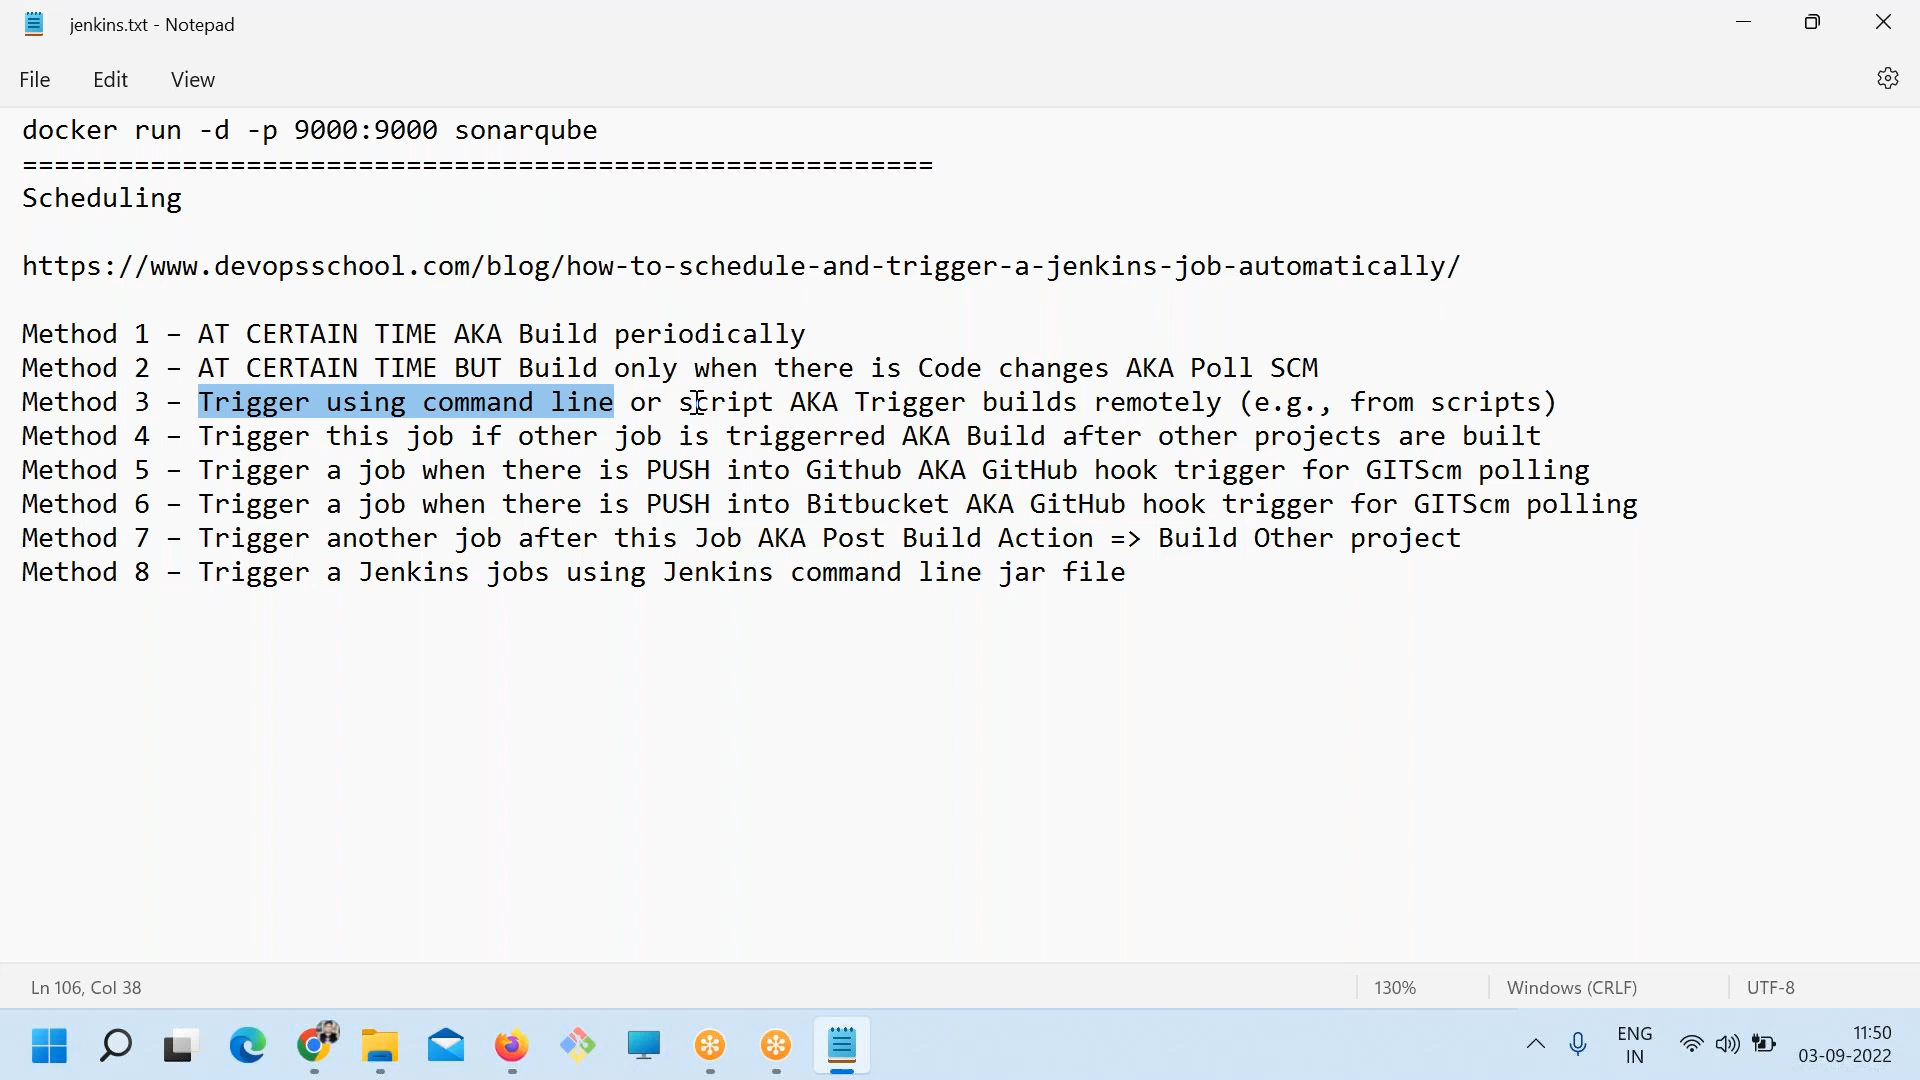 jenkins.txt - Notepad
File Edit View
docker run -d -p 9000:9000 sonarqube
=========================================================
Scheduling
https://www.devopsschool.com/blog/how-to-schedule-and-trigger-a-jenkins-job-automatically/
Method 1 – AT CERTAIN TIME AKA Build periodically
Method 2 – AT CERTAIN TIME BUT Build only when there is Code changes AKA Poll SCM
Method 3 – Trigger using command line or script AKA Trigger builds remotely (e.g., from scripts)
Method 4 – Trigger this job if other job is triggerred AKA Build after other projects are built
Method 5 – Trigger a job when there is PUSH into Github AKA GitHub hook trigger for GITScm polling
Method 6 – Trigger a job when there is PUSH into Bitbucket AKA GitHub hook trigger for GITScm polling
Method 7 – Trigger another job after this Job AKA Post Build Action => Build Other project
Method 8 – Trigger a Jenkins jobs using Jenkins command line jar file
Ln 106, Col 38 130% Windows (CRLF) UTF-8
ENG 11:50
IN 03-09-2022